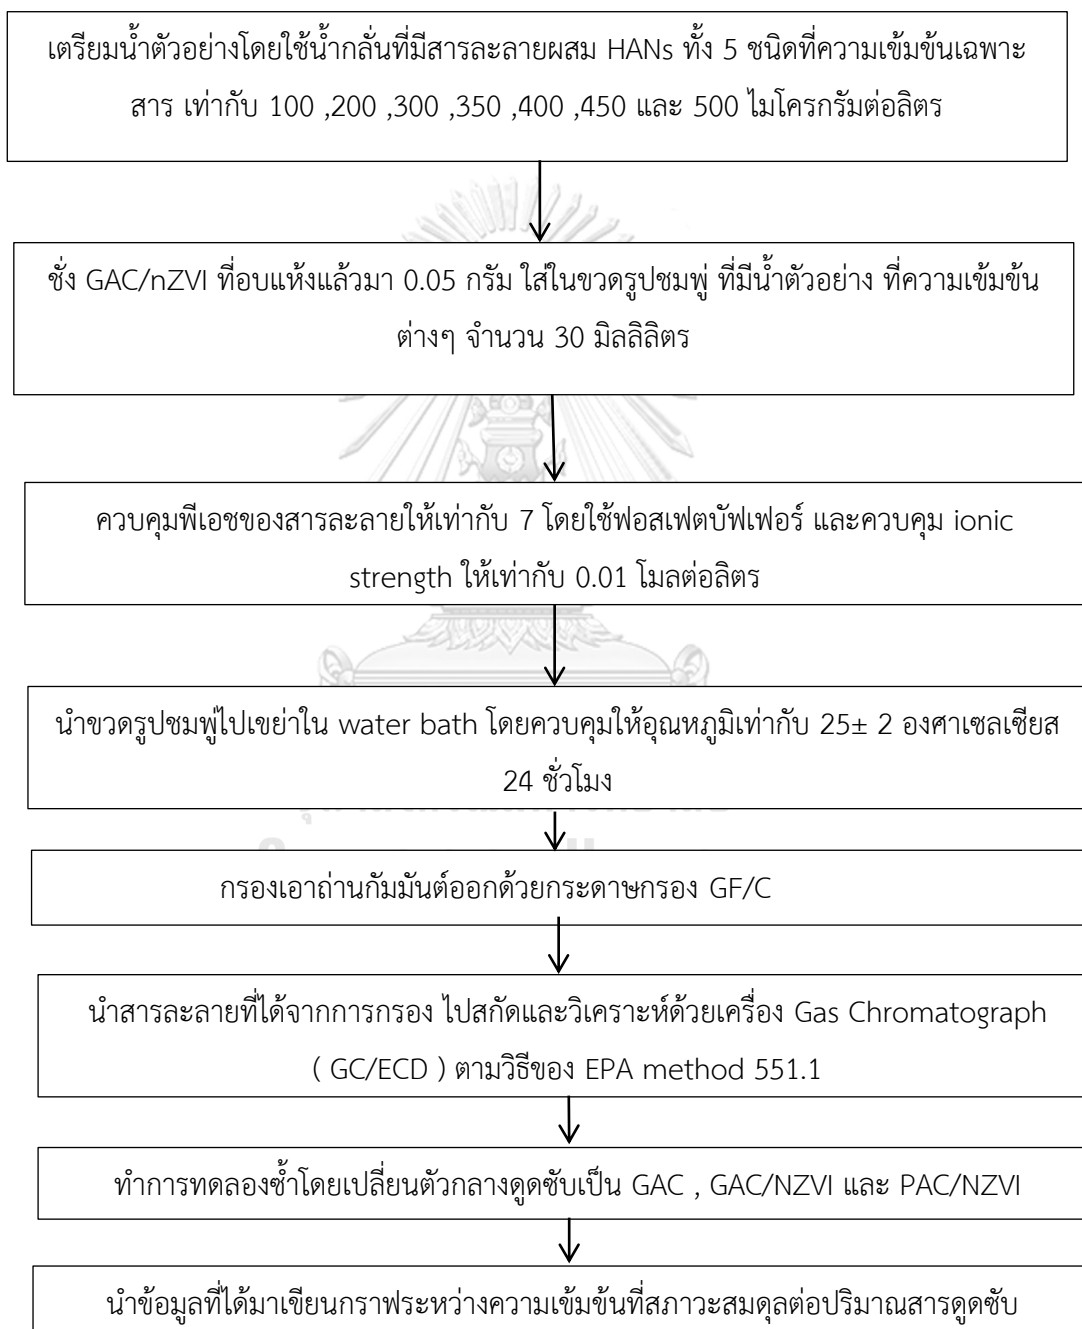 เตรียมน้ำตัวอย่างโดยใช้น้ำกลั่นที่มีสารละลายผสม HANs ทั้ง 5 ชนิดที่ความเข้มข้นเฉพาะ
สาร เท่ากับ 100 ,200 ,300 ,350 ,400 ,450 และ 500 ไมโครกรัมต่อลิตร
ชั่ง GAC/nZVI ที่อบแห้งแล้วมา 0.05 กรัม ใส่ในขวดรูปชมพู่ ที่มีน้ำตัวอย่าง ที่ความเข้มข้น
ต่างๆ จำนวน 30 มิลลิลิตร
ควบคุมพีเอชของสารละลายให้เท่ากับ 7 โดยใช้ฟอสเฟตบัฟเฟอร์ และควบคุม ionic
strength ให้เท่ากับ 0.01 โมลต่อลิตร
นำขวดรูปชมพู่ไปเขย่าใน water bath โดยควบคุมให้อุณหภูมิเท่ากับ 25± 2 องศาเซลเซียส
24 ชั่วโมง
กรองเอาถ่านกัมมันต์ออกด้วยกระดาษกรอง GF/C
นำสารละลายที่ได้จากการกรอง ไปสกัดและวิเคราะห์ด้วยเครื่อง Gas Chromatograph
( GC/ECD ) ตามวิธีของ EPA method 551.1
ทำการทดลองซ้ำโดยเปลี่ยนตัวกลางดูดซับเป็น GAC , GAC/NZVI และ PAC/NZVI
นำข้อมูลที่ได้มาเขียนกราฟระหว่างความเข้มข้นที่สภาวะสมดุลต่อปริมาณสารดูดซับ